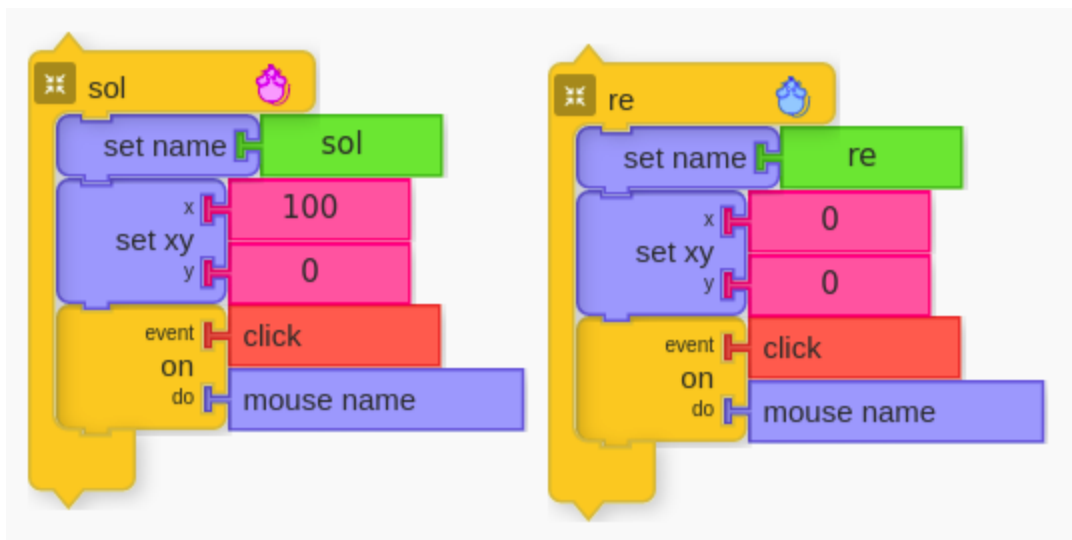 sol
set name sol
x 100
set xy
y 0
event click
on
do mouse name
re
set name re
x 0
set xy
y 0
event click
on
do mouse name